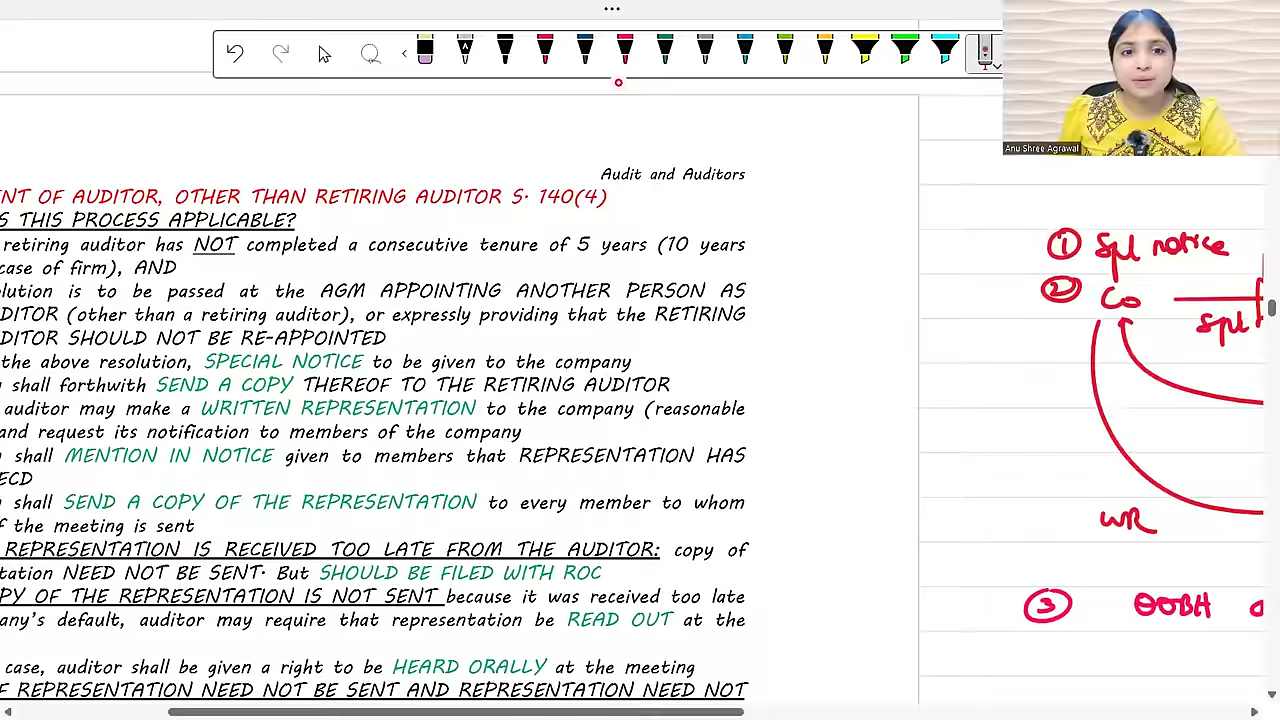 Anu Shree Agrawal
Audit and Auditors
NT OF AUDITOR, OTHER THAN RETIRING AUDITOR S. 140(4)
S THIS PROCESS APPLICABLE?
retiring auditor has NOT completed a consecutive tenure of 5 years (10 years
case of firm), AND
lution is to be passed at the AGM APPOINTING ANOTHER PERSON AS
DITOR (other than a retiring auditor), or expressly providing that the RETIRING
DITOR SHOULD NOT BE RE-APPOINTED
the above resolution, SPECIAL NOTICE to be given to the company
shall forthwith SEND A COPY THEREOF TO THE RETIRING AUDITOR
auditor may make a WRITTEN REPRESENTATION to the company (reasonable
and request its notification to members of the company
shall MENTION IN NOTICE given to members that REPRESENTATION HAS
ECD
shall SEND A COPY OF THE REPRESENTATION to every member to whom
f the meeting is sent
REPRESENTATION IS RECEIVED TOO LATE FROM THE AUDITOR: copy of
tation NEED NOT BE SENT. But SHOULD BE FILED WITH ROC
PY OF THE REPRESENTATION IS NOT SENT because it was received too late
any's default, auditor may require that representation be READ OUT at the
case, auditor shall be given a right to be HEARD ORALLY at the meeting
F REPRESENTATION NEED NOT BE SENT AND REPRESENTATION NEED NOT
① Spl notice
② Co
Spl
WR
③ OOBH